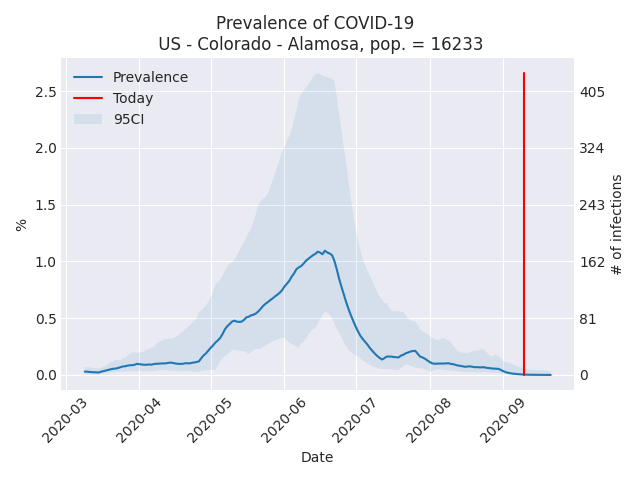 Prevalence of COVID-19
US - Colorado - Alamosa, pop. = 16233
Prevalence
Today
95CI
2.5
2.0
1.5
1.0
0.5
0.0
%
405
324
243
162
81
0
# of infections
2020-03
2020-04
2020-05
2020-06
2020-07
2020-08
2020-09
Date